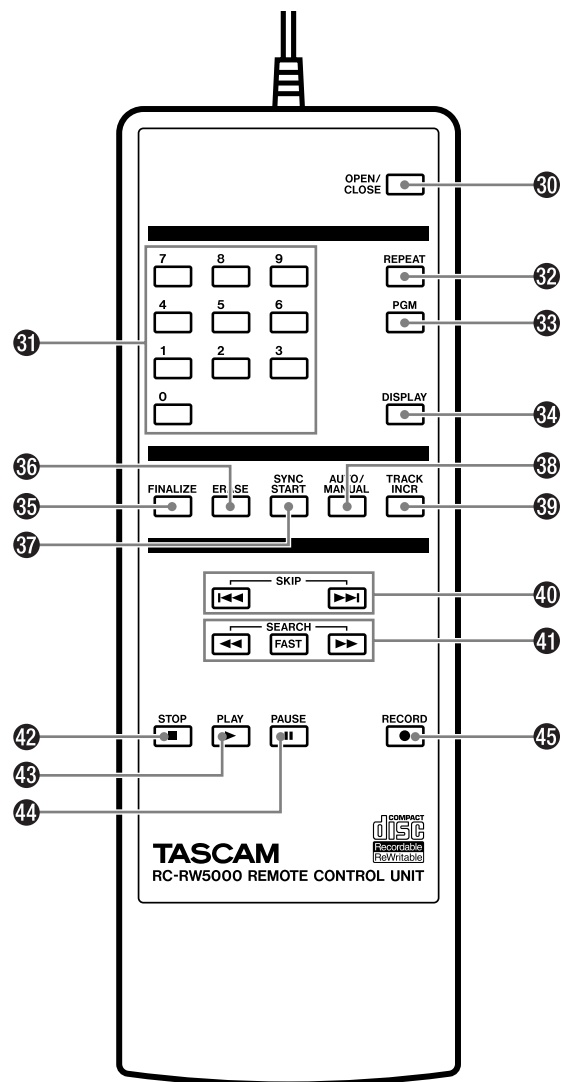 OPEN/
CLOSE
30
7 8 9
REPEAT
32
4 5 6
PGM
33
31
1 2 3
0
DISPLAY
34
36
38
FINALIZE
ERASE
SYNC
START
AUTO/
MANUAL
TRACK
INCR
35
37
39
SKIP
40
SEARCH
FAST
41
STOP
PLAY
PAUSE
RECORD
42
45
43
44
COMPACT
disc
Recordable
ReWritable
TASCAM
RC-RW5000 REMOTE CONTROL UNIT